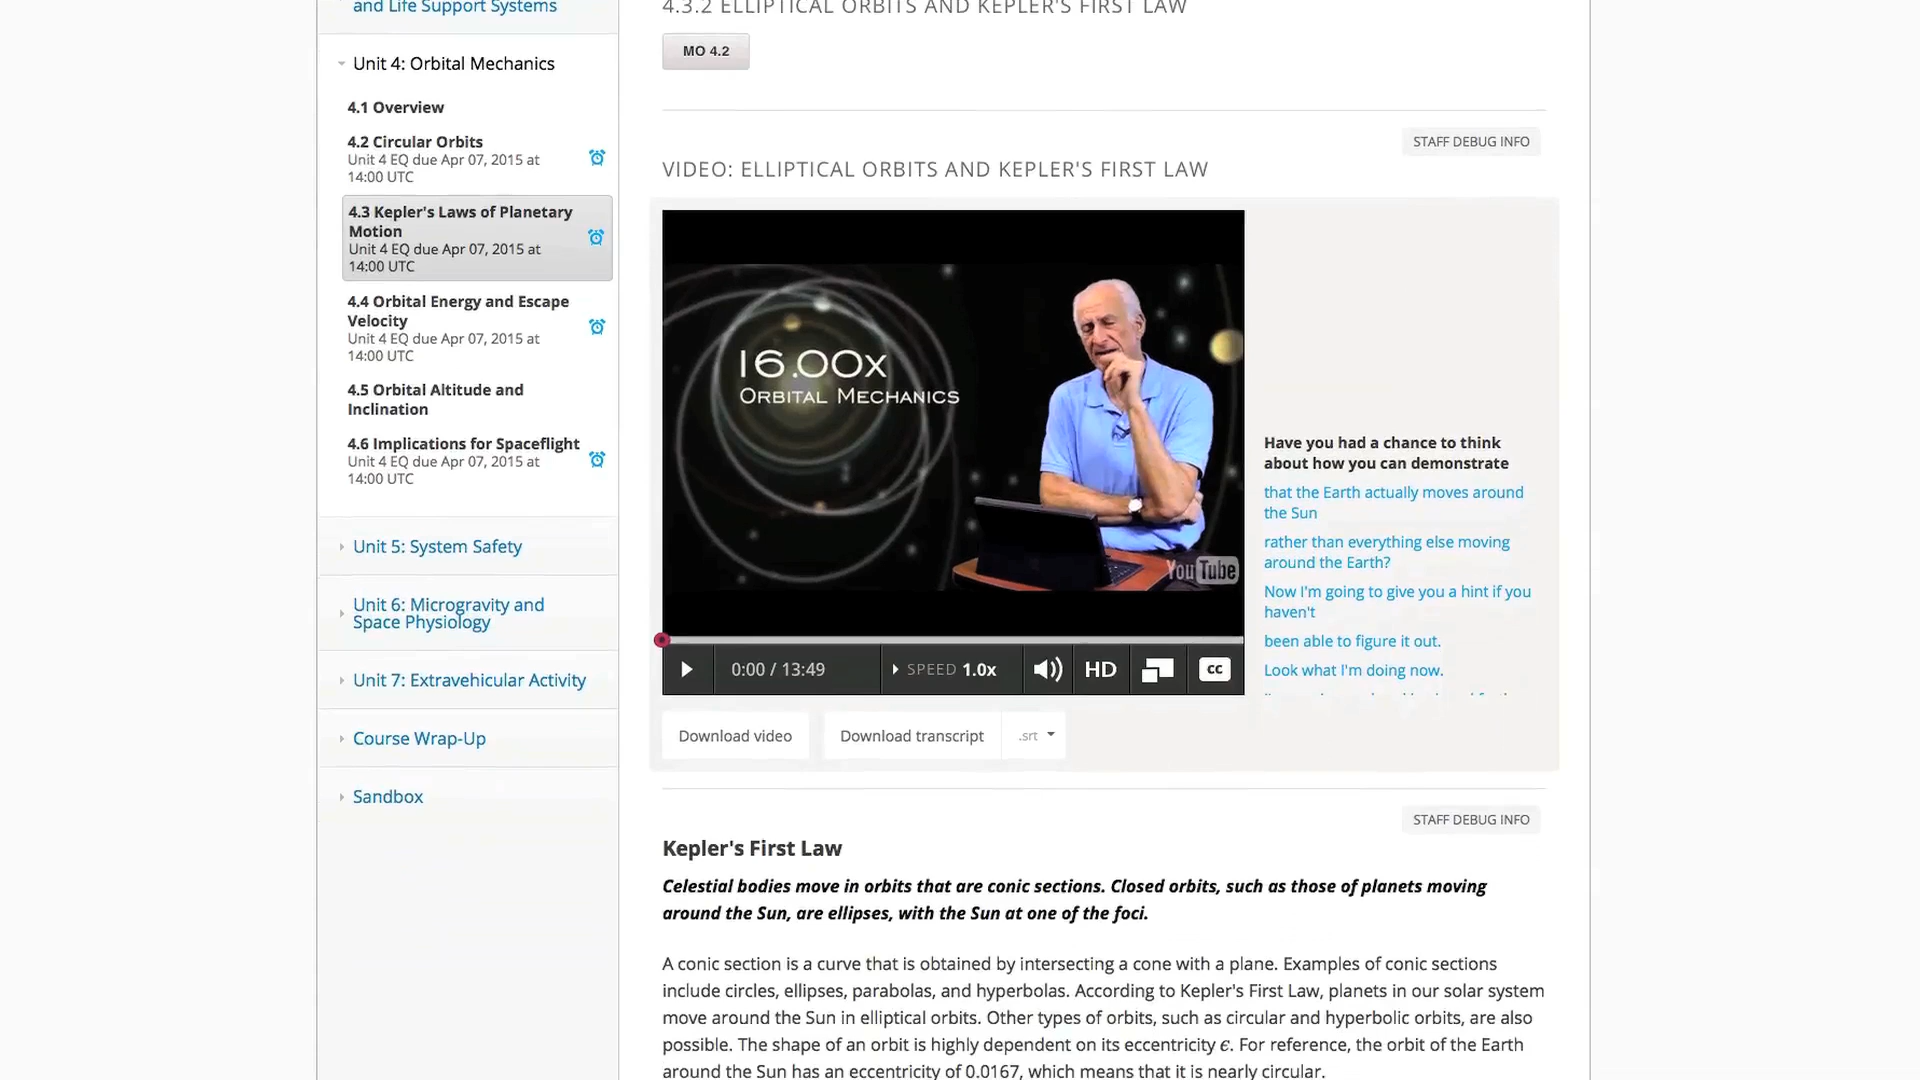 and Life Support Systems
Unit 4: Orbital Mechanics
4.1 Overview
4.2 Circular Orbits
Unit 4 EQ due Apr 07, 2015 at
14:00 UTC
4.3 Kepler's Laws of Planetary
Motion
Unit 4 EQ due Apr 07, 2015 at
14:00 UTC
4.4 Orbital Energy and Escape
Velocity
Unit 4 EQ due Apr 07, 2015 at
14:00 UTC
4.5 Orbital Altitude and
Inclination
4.6 Implications for Spaceflight
Unit 4 EQ due Apr 07, 2015 at
14:00 UTC
Unit 5: System Safety
Unit 6: Microgravity and
Space Physiology
Unit 7: Extravehicular Activity
Course Wrap-Up
Sandbox
4.3.2 ELLIPTICAL ORBITS AND KEPLER'S FIRST LAW
MO 4.2
STAFF DEBUG INFO
VIDEO: ELLIPTICAL ORBITS AND KEPLER'S FIRST LAW
16.00x
Orbital Mechanics
YouTube
0:00 / 13:49
SPEED 1.0x
HD
cc
Have you had a chance to think
about how you can demonstrate
that the Earth actually moves around
the Sun
rather than everything else moving
around the Earth?
Now I'm going to give you a hint if you
haven't
been able to figure it out.
Look what I'm doing now.
Download video
Download transcript
.srt
STAFF DEBUG INFO
Kepler's First Law
Celestial bodies move in orbits that are conic sections. Closed orbits, such as those of planets moving
around the Sun, are ellipses, with the Sun at one of the foci.
A conic section is a curve that is obtained by intersecting a cone with a plane. Examples of conic sections
include circles, ellipses, parabolas, and hyperbolas. According to Kepler's First Law, planets in our solar system
move around the Sun in elliptical orbits. Other types of orbits, such as circular and hyperbolic orbits, are also
possible. The shape of an orbit is highly dependent on its eccentricity ϵ. For reference, the orbit of the Earth
around the Sun has an eccentricity of 0.0167, which means that it is nearly circular.